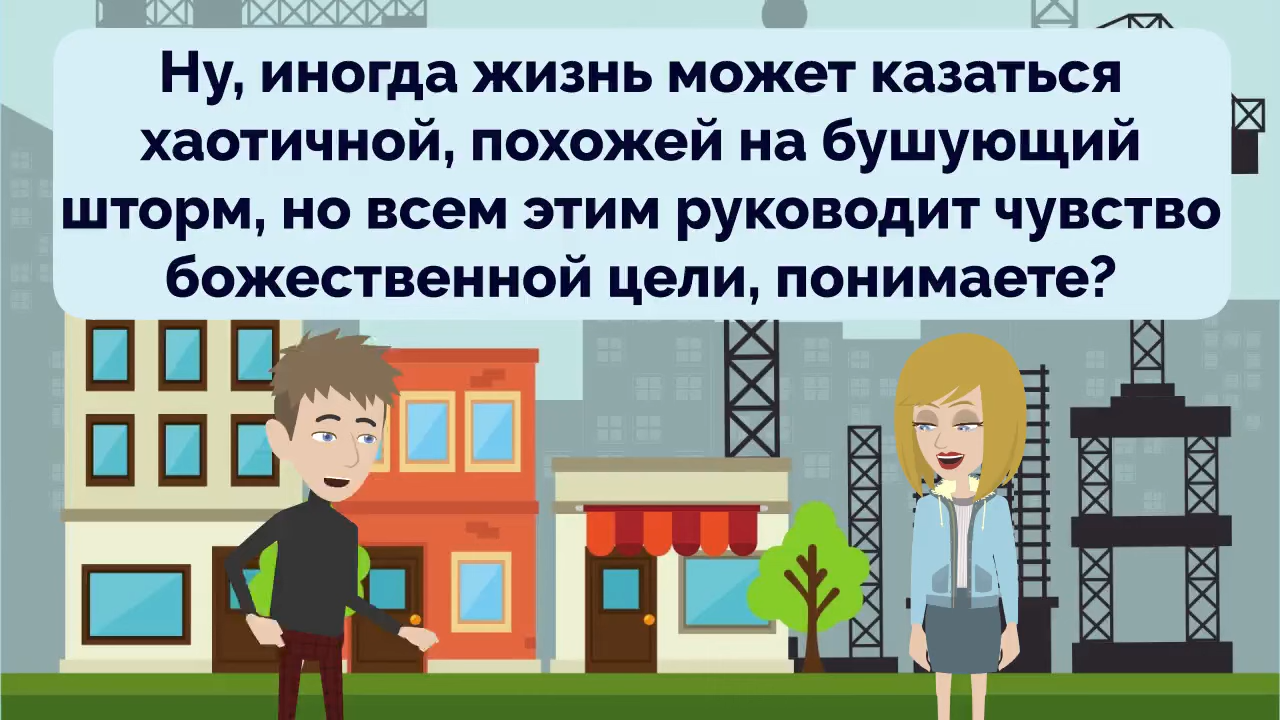 Ну, иногда жизнь может казаться
хаотичной, похожей на бушующий
шторм, но всем этим руководит чувство
божественной цели, понимаете?